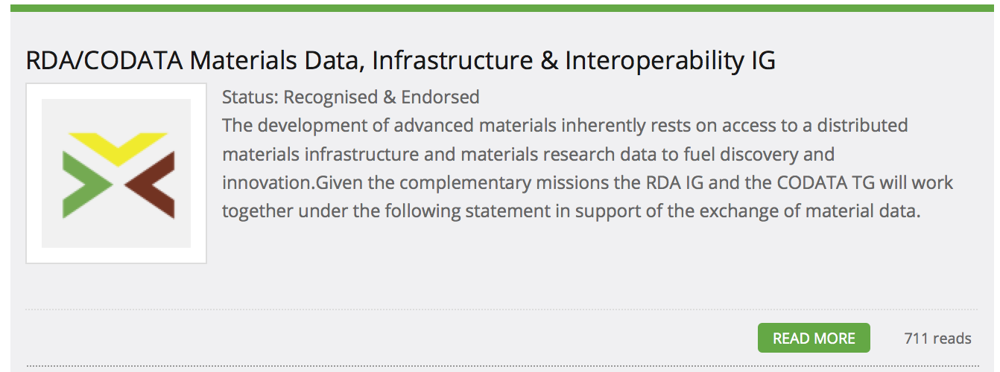 RDA/CODATA Materials Data, Infrastructure & Interoperability IG
Status: Recognised & Endorsed
The development of advanced materials inherently rests on access to a distributed
materials infrastructure and materials research data to fuel discovery and
innovation.Given the complementary missions the RDA IG and the CODATA TG will work
together under the following statement in support of the exchange of material data.
READ MORE 711 reads